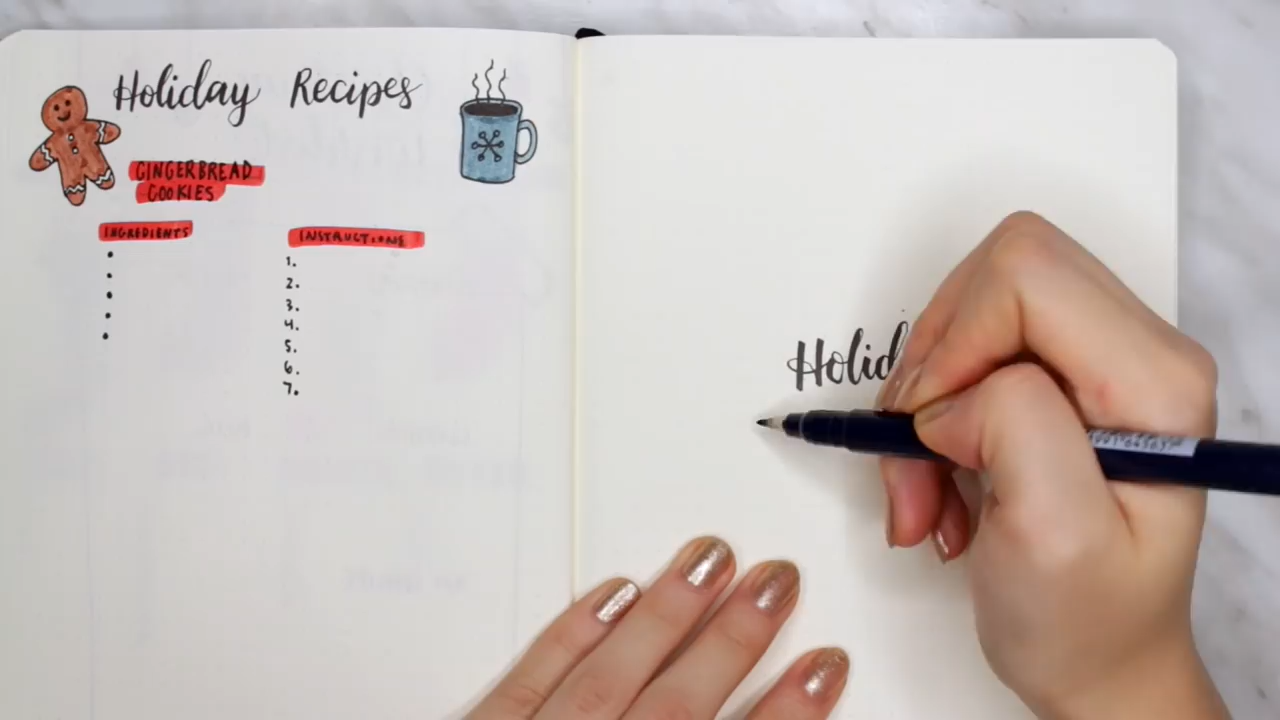 Holiday Recipes
GINGERBREAD
COOKIES
INGREDIENTS
INSTRUCTIONS
1.
2.
3.
4.
5.
6.
7.
Holid